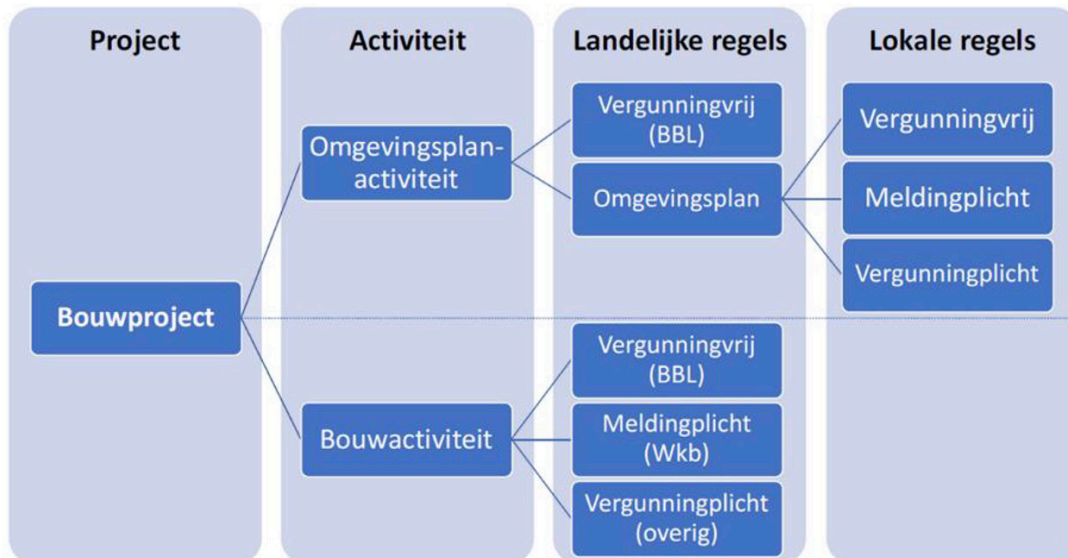 Project
Activiteit
Landelijke regels
Lokale regels
Bouwproject
Omgevingsplan-
activiteit
Vergunningvrij
(BBL)
Omgevingsplan
Vergunningvrij
Meldingplicht
Vergunningplicht
Bouwactiviteit
Vergunningvrij
(BBL)
Meldingplicht
(Wkb)
Vergunningplicht
(overig)